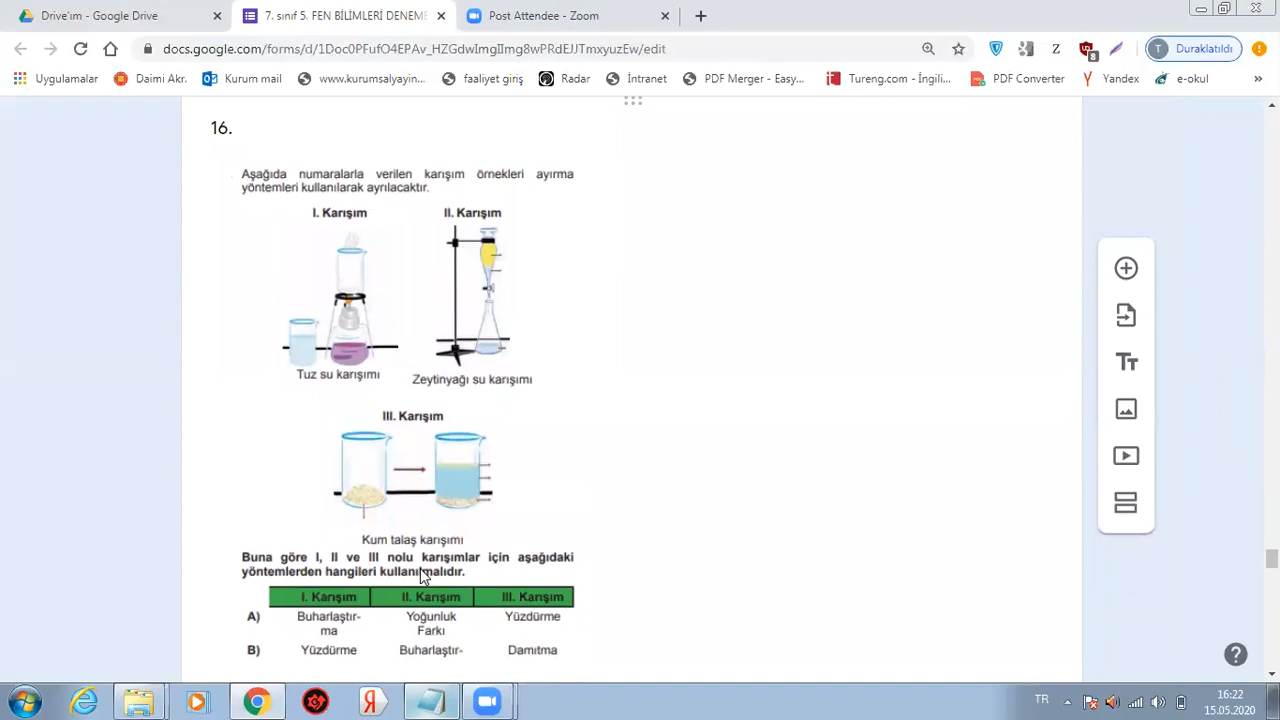 Drive'ım - Google Drive
7. sınıf 5. FEN BİLİMLERİ DENEME
Post Attendee - Zoom
docs.google.com/forms/d/1Doc0PFufO4EPAv_HZGdwImgIImg8wPRdEJJTmxyuzEw/edit
Z
8
T Duraklatıldı
Uygulamalar
Daimi Akr.
Kurum mail
www.kurumsalyayin...
faaliyet giriş
Radar
İntranet
PDF Merger - Easy...
Tureng.com - İngili...
PDF Converter
Yandex
e-okul
16.
Aşağıda numaralarla verilen karışım örnekleri ayırma
yöntemleri kullanılarak ayrılacaktır.
I. Karışım II. Karışım
Tuz su karışımı Zeytinyağı su karışımı
III. Karışım
Kum talaş karışımı
Buna göre I, II ve III nolu karışımlar için aşağıdaki
yöntemlerden hangileri kullanılmalıdır.
I. Karışım II. Karışım III. Karışım
A) Buharlaştır- Yoğunluk Yüzdürme
ma Farkı
B) Yüzdürme Buharlaştır- Damıtma
TR
16:22
15.05.2020